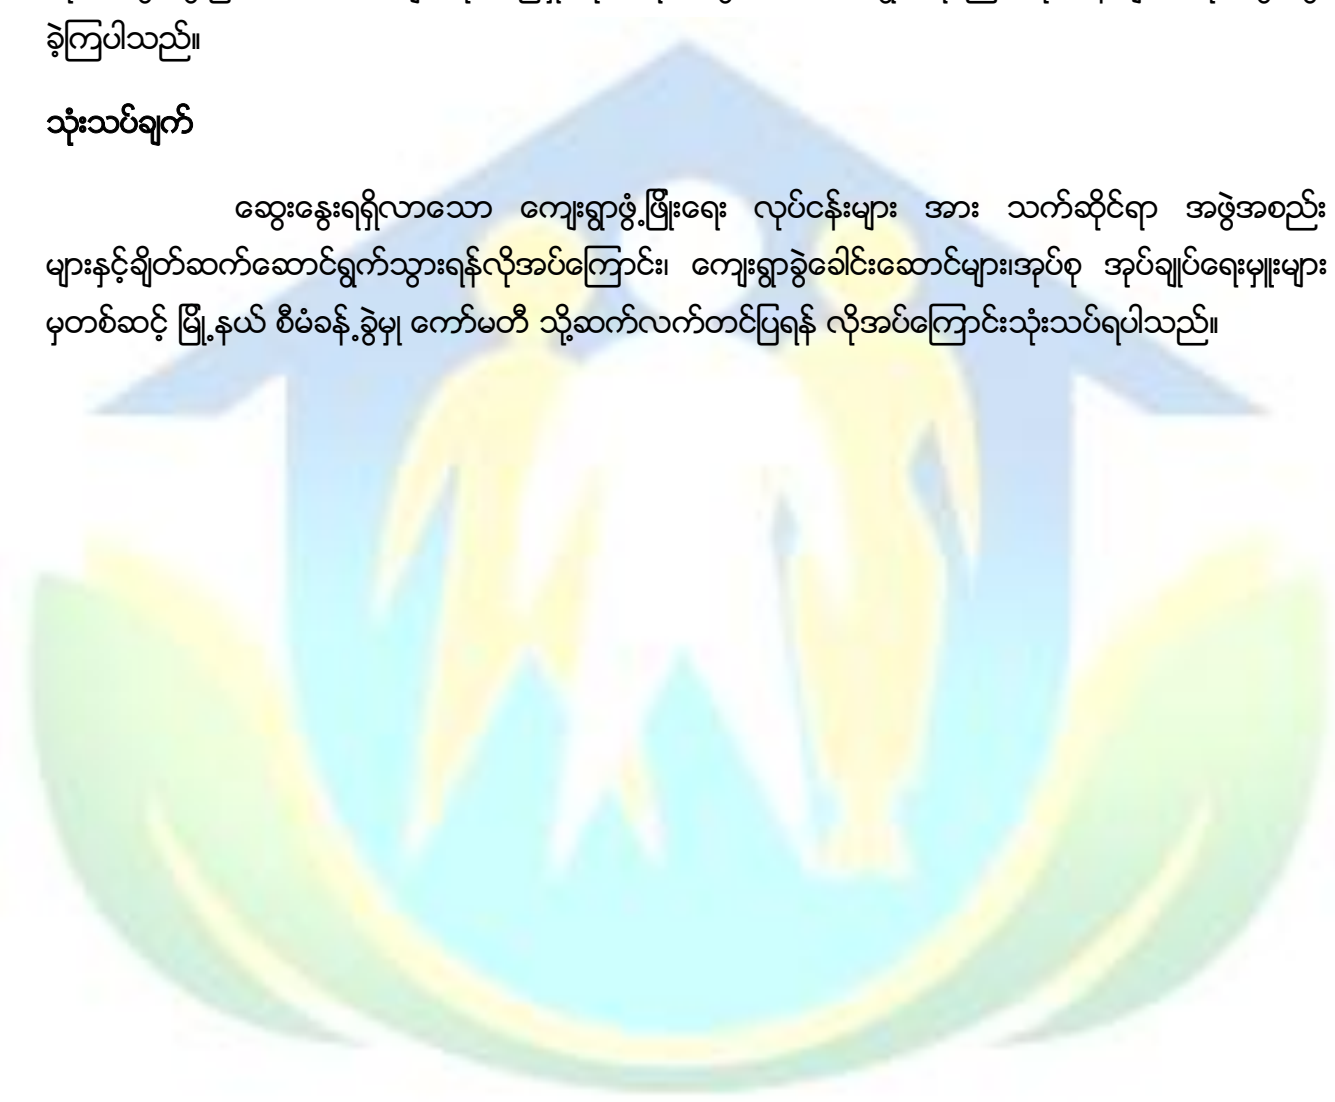 ခဲ့ကြပါသည်။
သုံးသပ်ချက်
ဆွေးနွေးရရှိလာသော ကျေးရွာဖွံ့ဖြိုးရေး လုပ်ငန်းများ အား သက်ဆိုင်ရာ အဖွဲအစည်း
များနှင့်ချိတ်ဆက်ဆောင်ရွက်သွားရန်လိုအပ်ကြောင်း၊ ကျေးရွာခွဲခေါင်းဆောင်များ၊အုပ်စု အုပ်ချုပ်ရေးမှူးများ
မှတစ်ဆင့် မြို့နယ် စီမံခန့်ခွဲမှု ကော်မတီ သို့ဆက်လက်တင်ပြရန် လိုအပ်ကြောင်းသုံးသပ်ရပါသည်။